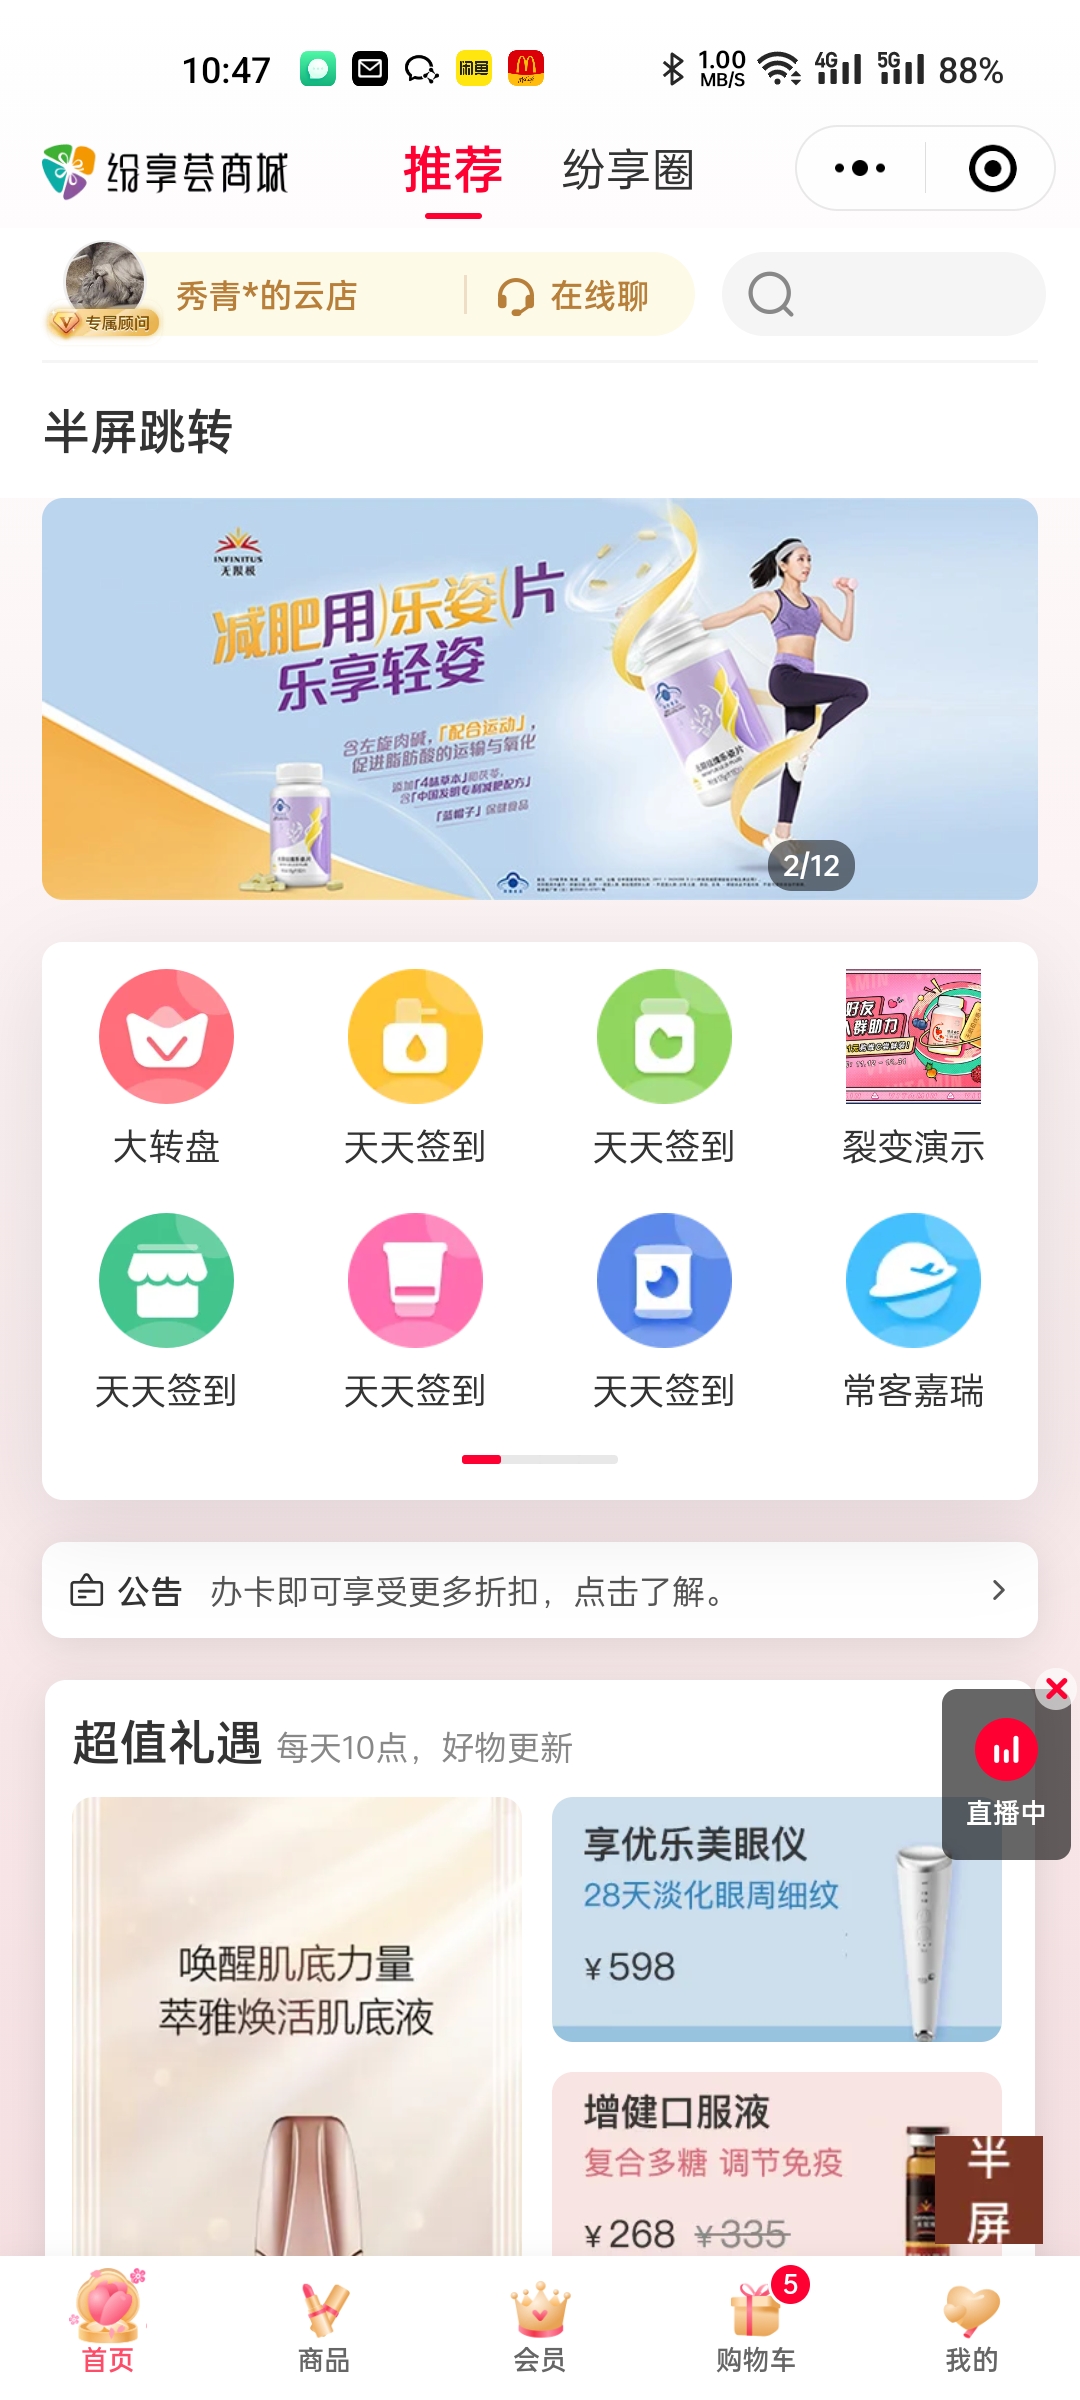 10:47
1.00
MB/S
4G
5G
88%
纷享荟商城
推荐
纷享圈
秀青*的云店
专属顾问
在线聊
半屏跳转
INFINITUS
无限极
减肥用乐姿片
乐享轻姿
含左旋肉碱,「配合运动」,
促进脂肪酸的运输与氧化
添加「4味草本」和茯苓,
含「中国发明专利减肥配方」
「蓝帽子」保健食品
2/12
大转盘
天天签到
天天签到
好友
人群助力
裂变演示
天天签到
天天签到
天天签到
常客嘉瑞
公告
办卡即可享受更多折扣，点击了解。
超值礼遇
每天10点，好物更新
直播中
唤醒肌底力量
萃雅焕活肌底液
享优乐美眼仪
28天淡化眼周细纹
¥598
增健口服液
复合多糖 调节免疫
¥268 ¥335
半
屏
首页
商品
会员
5
购物车
我的